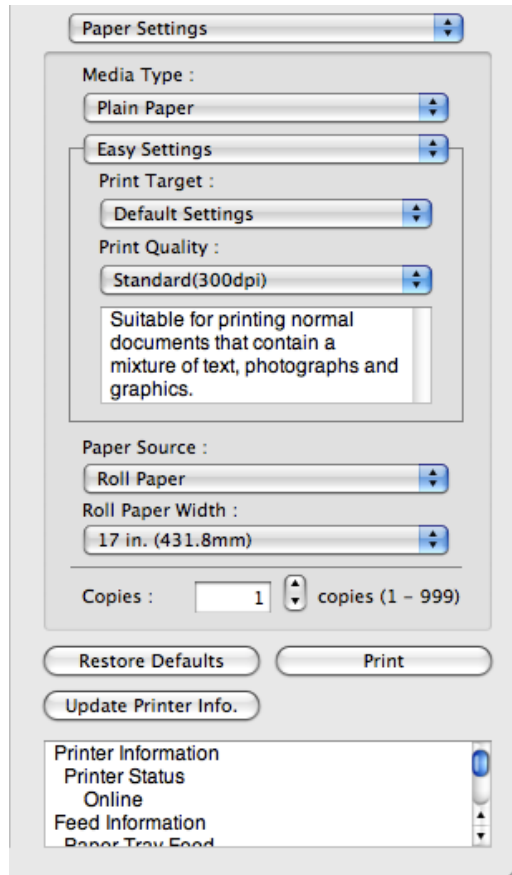 Paper Settings
Media Type :
Plain Paper
Easy Settings
Print Target :
Default Settings
Print Quality :
Standard(300dpi)
Suitable for printing normal
documents that contain a
mixture of text, photographs and
graphics.
Paper Source :
Roll Paper
Roll Paper Width :
17 in. (431.8mm)
Copies : 1 copies (1 – 999)
Restore Defaults Print
Update Printer Info.
Printer Information
Printer Status
Online
Feed Information
Paper Tray Feed